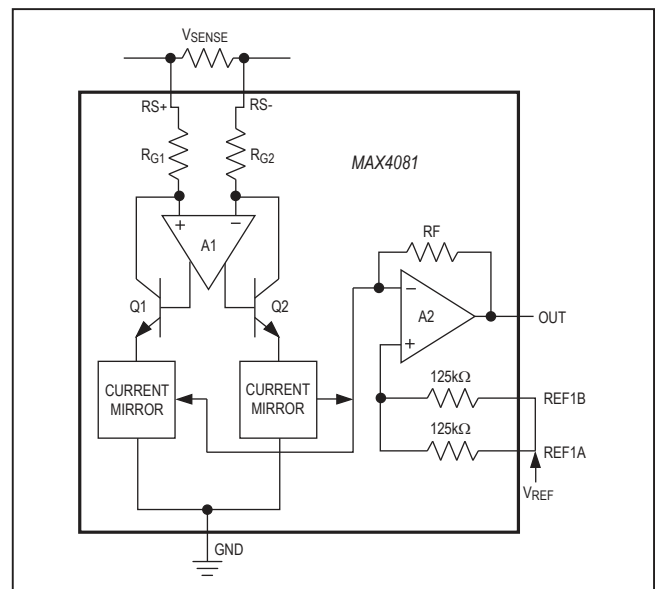 VSENSE
RS+
RS-
RG1
RG2
MAX4081
+
−
A1
RF
Q1
Q2
−
A2
+
OUT
CURRENT
MIRROR
CURRENT
MIRROR
125kΩ
REF1B
125kΩ
REF1A
VREF
GND